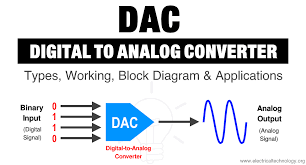 DAC
DIGITAL TO ANALOG CONVERTER
Types, Working, Block Diagram & Applications
Binary
Input
(Digital
Signal)
0
1
1
0
DAC
Digital-to-Analog
Converter
Analog
Output
(Analog Signal)
www.electricaltechnology.org